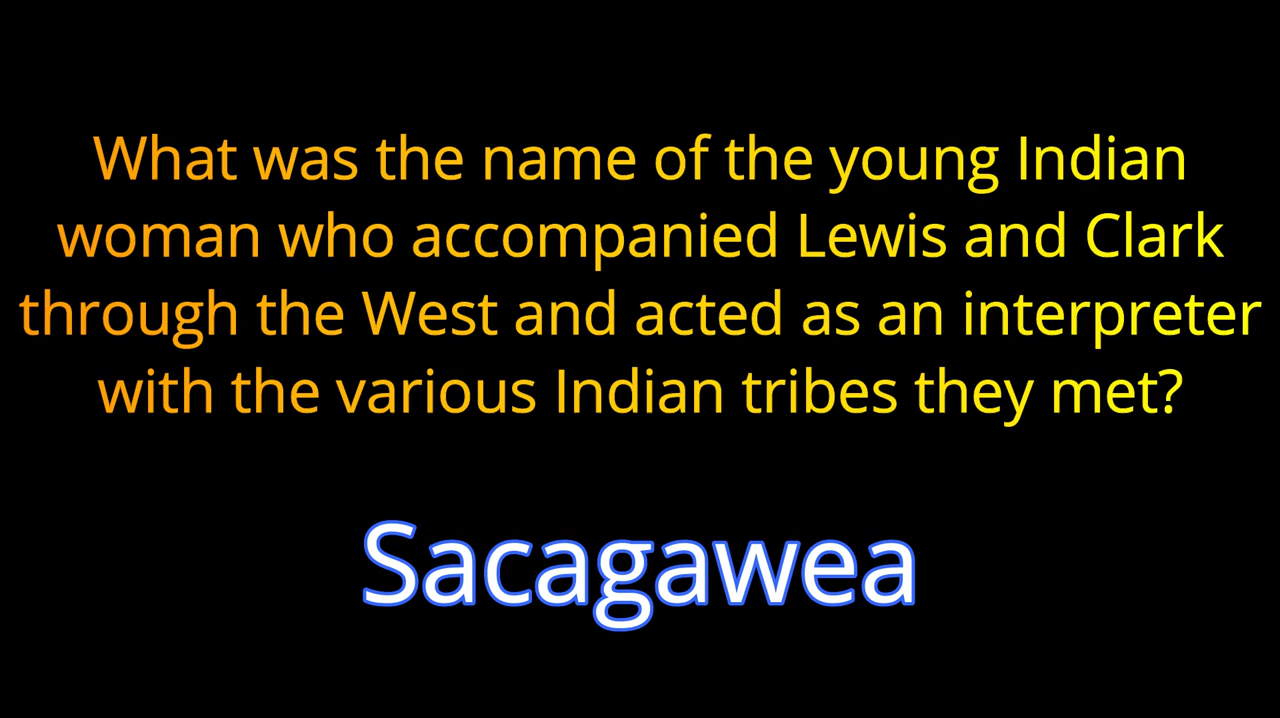 What was the name of the young Indian
woman who accompanied Lewis and Clark
through the West and acted as an interpreter
with the various Indian tribes they met?
Sacagawea